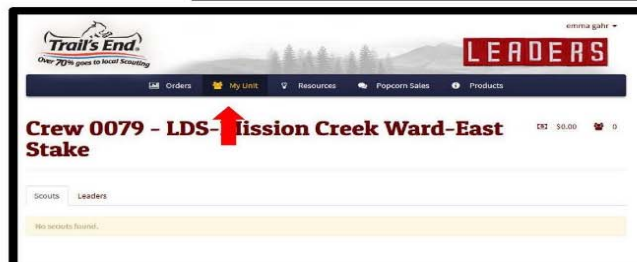 emma gahr
Trail's End
Over 70% goes to local Scouting
LEADERS
Orders My Unit Resources Popcorn Sales Products
Crew 0079 - LDS-Mission Creek Ward-East $0.00 0
Stake
Scouts Leaders
No scouts found.